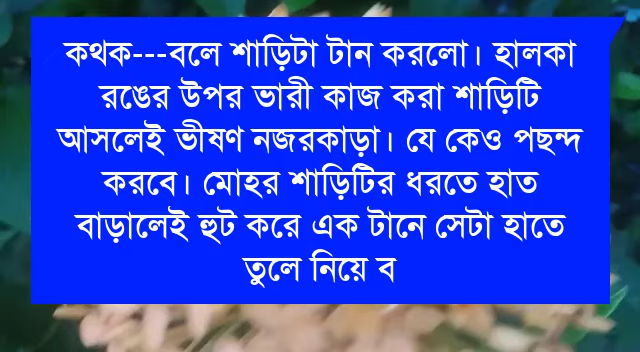 কথক---বলে শাড়িটা টান করলো। হালকা
রঙের উপর ভারী কাজ করা শাড়িটি
আসলেই ভীষণ নজরকাড়া। যে কেও পছন্দ
করবে। মোহর শাড়িটির ধরতে হাত
বাড়ালেই হুট করে এক টানে সেটা হাতে
তুলে নিয়ে ব